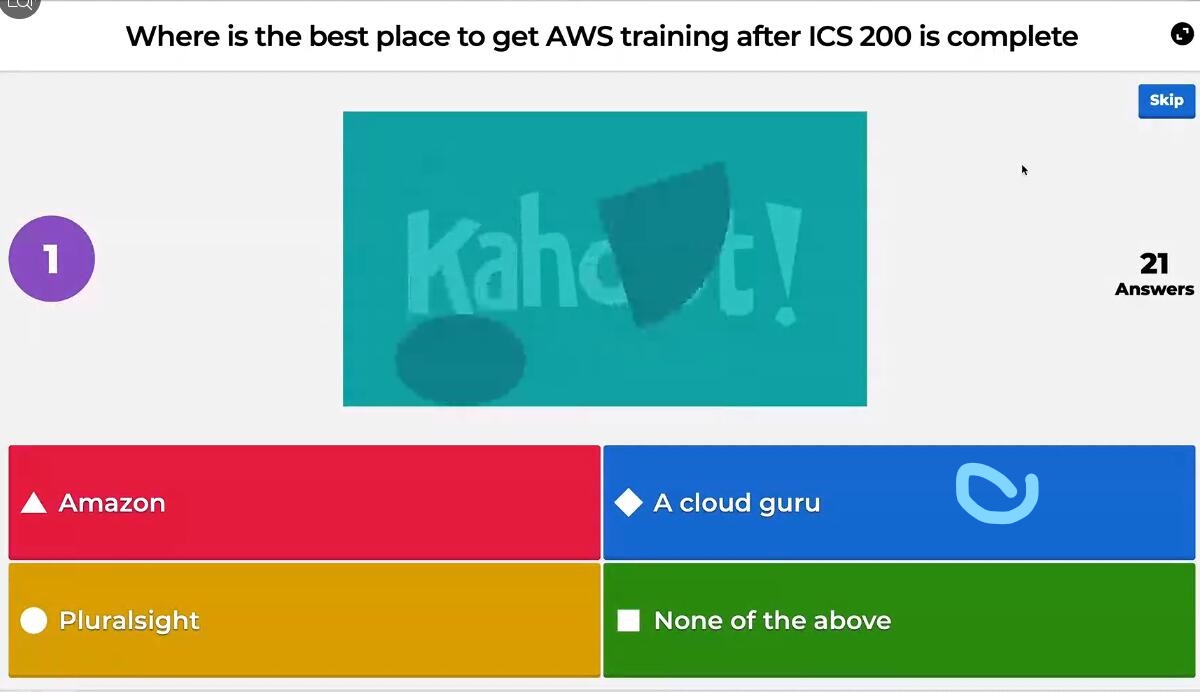 Where is the best place to get AWS training after ICS 200 is complete
Skip
Kahoot!
1
21
Answers
Amazon
A cloud guru
Pluralsight
None of the above